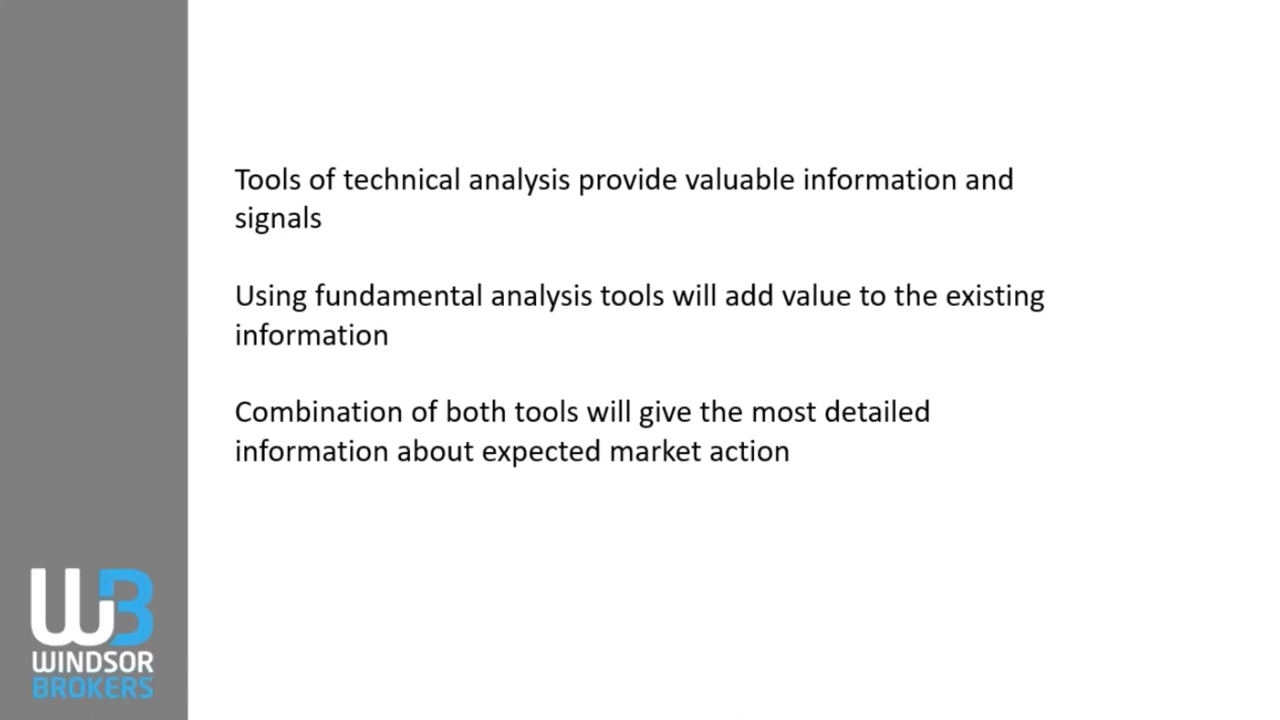 Tools of technical analysis provide valuable information and
signals
Using fundamental analysis tools will add value to the existing
information
Combination of both tools will give the most detailed
information about expected market action
WB
WINDSOR
BROKERS